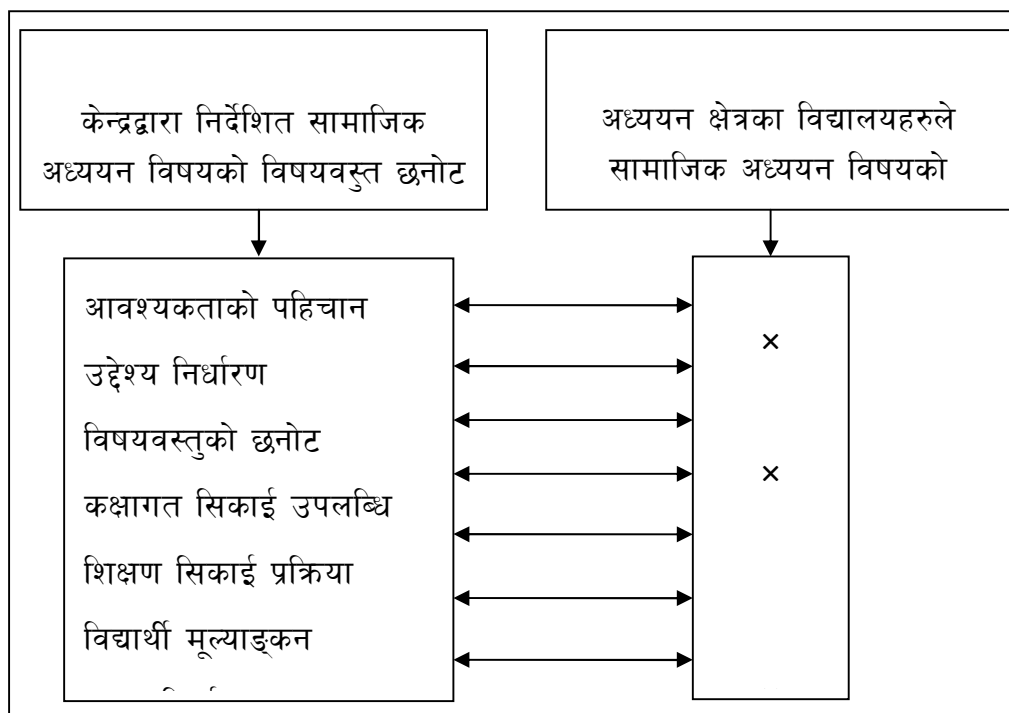 केन्द्रद्वारा निर्देशित सामाजिक
अध्ययन विषयको विषयवस्त छनोट
अध्ययन क्षेत्रका विद्यालयहरुले
सामाजिक अध्ययन विषयको
आवश्यकताको पहिचान
उद्देश्य निर्धारण
विषयवस्तुको छनोट
कक्षागत सिकाई उपलब्धि
शिक्षण सिकाई प्रक्रिया
विद्यार्थी मूल्याङ्कन
×
×